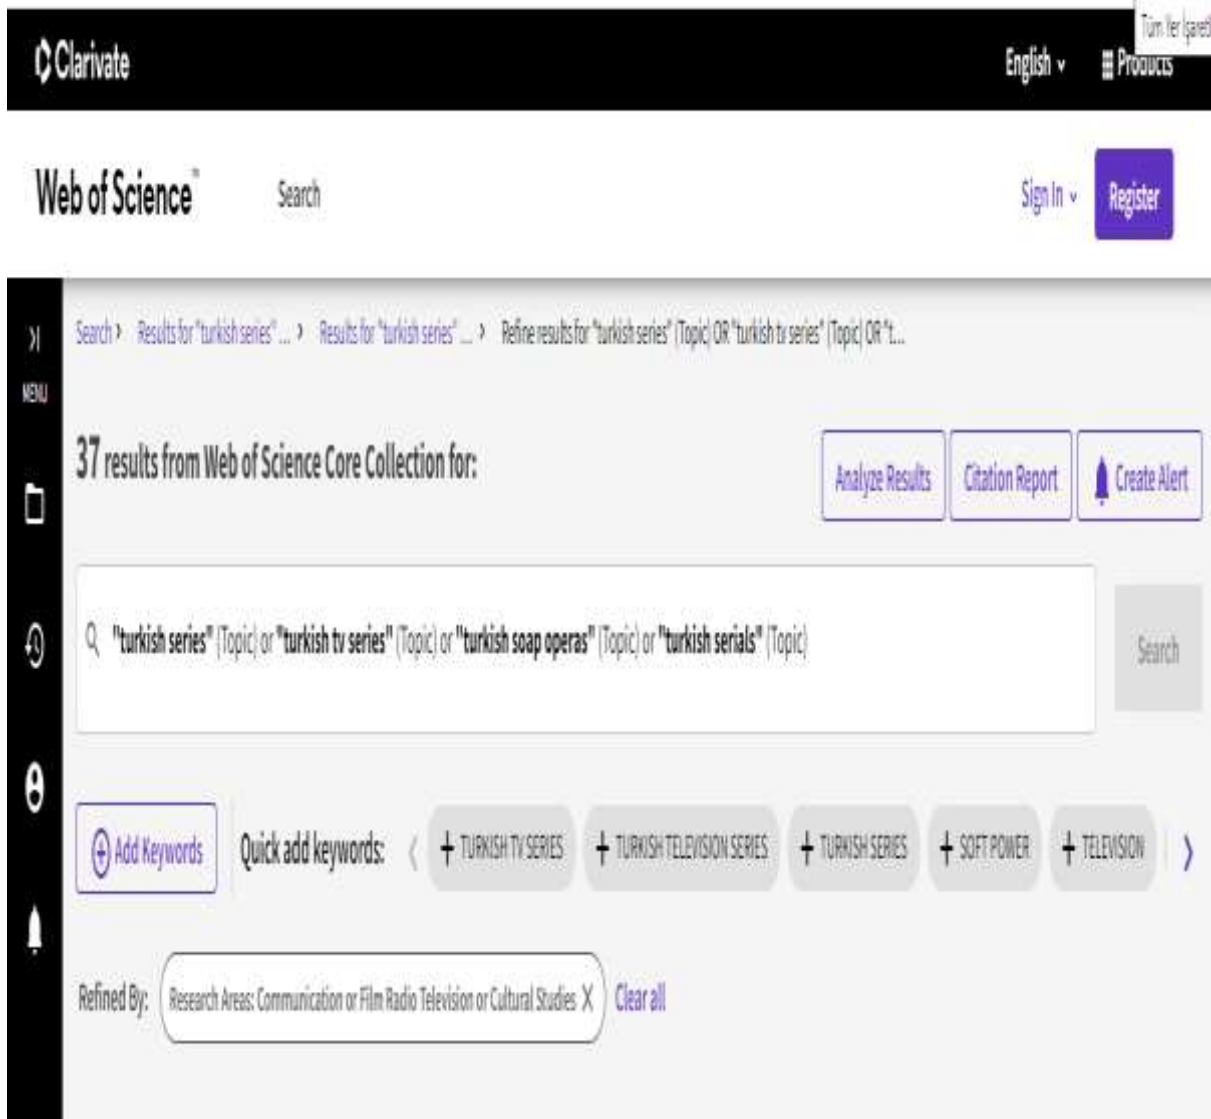 Tüm Yer İşaretl
Clarivate
English
Products
Web of Science™
Search
Sign In
Register
MENU
Search > Results for "turkish series" ... > Results for "turkish series" ... > Refine results for "turkish series" (Topic) OR "turkish tv series" (Topic) OR "t...
37 results from Web of Science Core Collection for:
Analyze Results
Citation Report
Create Alert
"turkish series" (Topic) or "turkish tv series" (Topic) or "turkish soap operas" (Topic) or "turkish serials" (Topic)
Search
Add Keywords
Quick add keywords:
+ TURKISH TV SERIES
+ TURKISH TELEVISION SERIES
+ TURKISH SERIES
+ SOFT POWER
+ TELEVISION
Refined By:
Research Areas: Communication or Film Radio Television or Cultural Studies X
Clear all